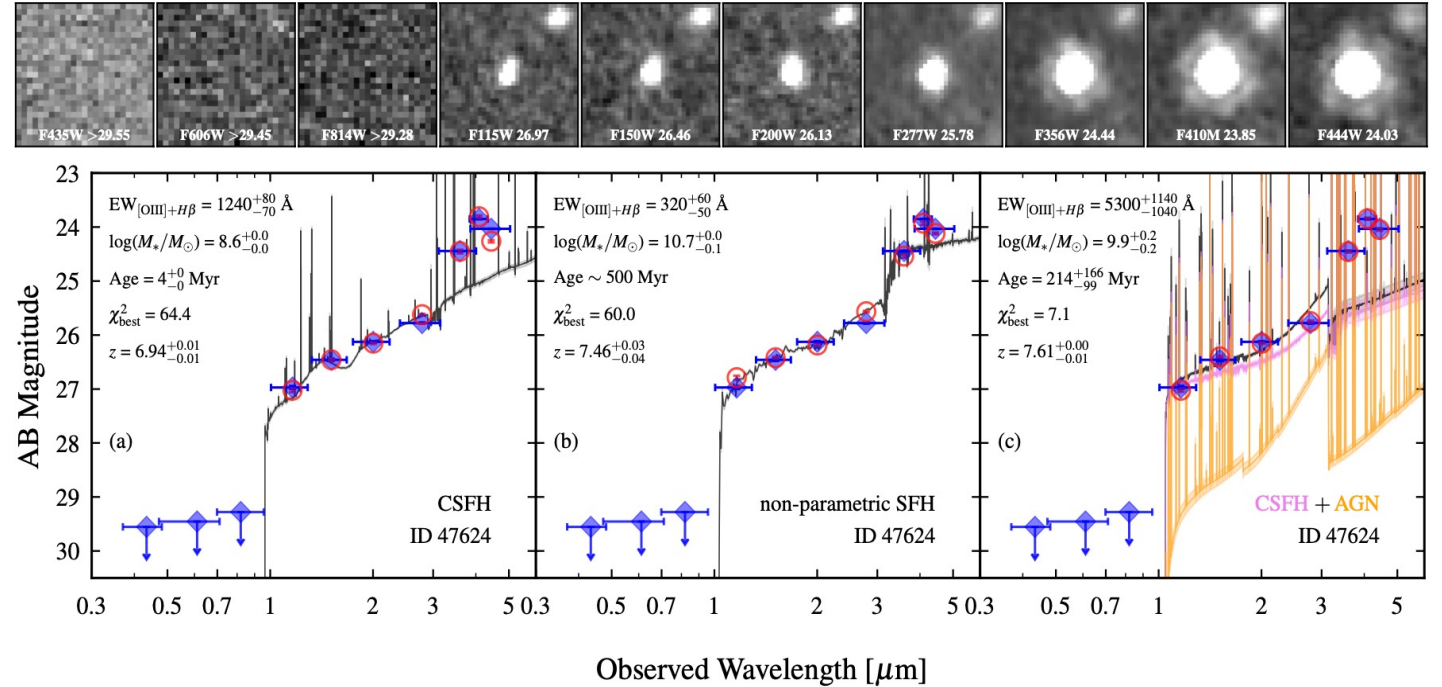 F435W >29.55 F606W >29.45 F814W >29.28 F115W 26.97 F150W 26.46 F200W 26.13 F277W 25.78 F356W 24.44 F410M 23.85 F444W 24.03
AB Magnitude
23
24
25
26
27
28
29
30
EW[OIII]+Hβ = 1240 +80 −70 Å
log(M*/M⊙) = 8.6 +0.0 −0.0
Age = 4 +0 −0 Myr
χ²best = 64.4
z = 6.94 +0.01 −0.01
(a)
CSFH
ID 47624
0.3 0.5 0.7 1 2 3 5
EW[OIII]+Hβ = 320 +60 −50 Å
log(M*/M⊙) = 10.7 +0.0 −0.1
Age ~ 500 Myr
χ²best = 60.0
z = 7.46 +0.03 −0.04
(b)
non-parametric SFH
ID 47624
0.3 0.5 0.7 1 2 3 5
EW[OIII]+Hβ = 5300 +1140 −1040 Å
log(M*/M⊙) = 9.9 +0.2 −0.2
Age = 214 +166 −99 Myr
χ²best = 7.1
z = 7.61 +0.00 −0.01
(c)
CSFH + AGN
ID 47624
0.3 0.5 0.7 1 2 3 5
Observed Wavelength [μm]